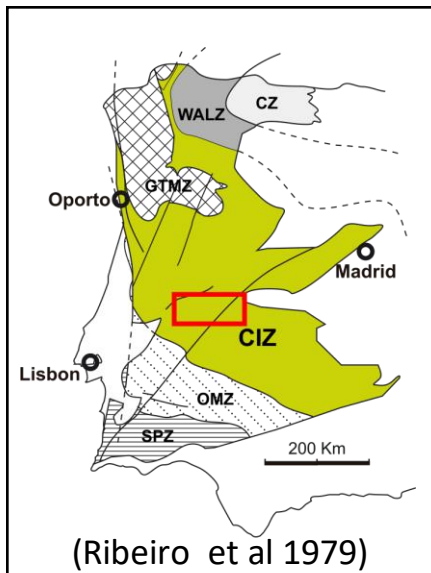 CZ
WALZ
GTMZ
Oporto
Madrid
CIZ
Lisbon
OMZ
SPZ
200 Km
(Ribeiro et al 1979)